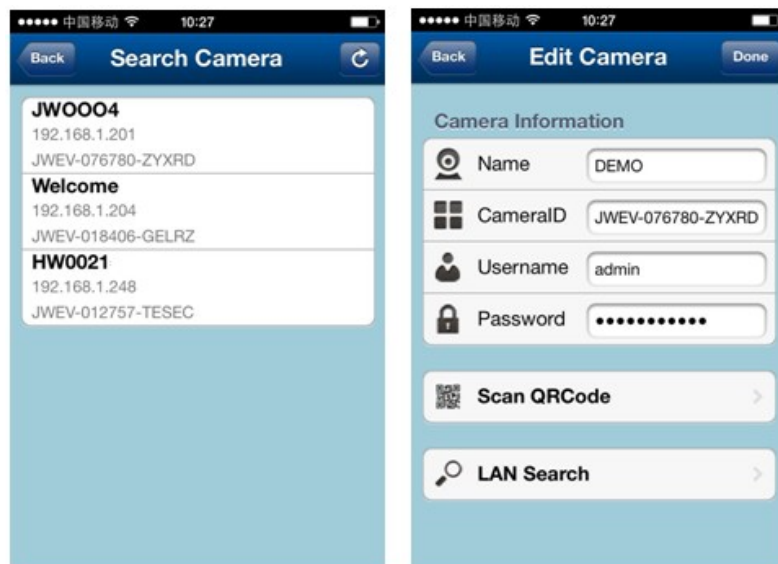 中国移动 10:27
Back Search Camera
JWOOO4
192.168.1.201
JWEV-076780-ZYXRD
Welcome
192.168.1.204
JWEV-018406-GELRZ
HW0021
192.168.1.248
JWEV-012757-TESEC
中国移动 10:27
Back Edit Camera Done
Camera Information
Name DEMO
CameraID JWEV-076780-ZYXRD
Username admin
Password •••••••••••
Scan QRCode
LAN Search